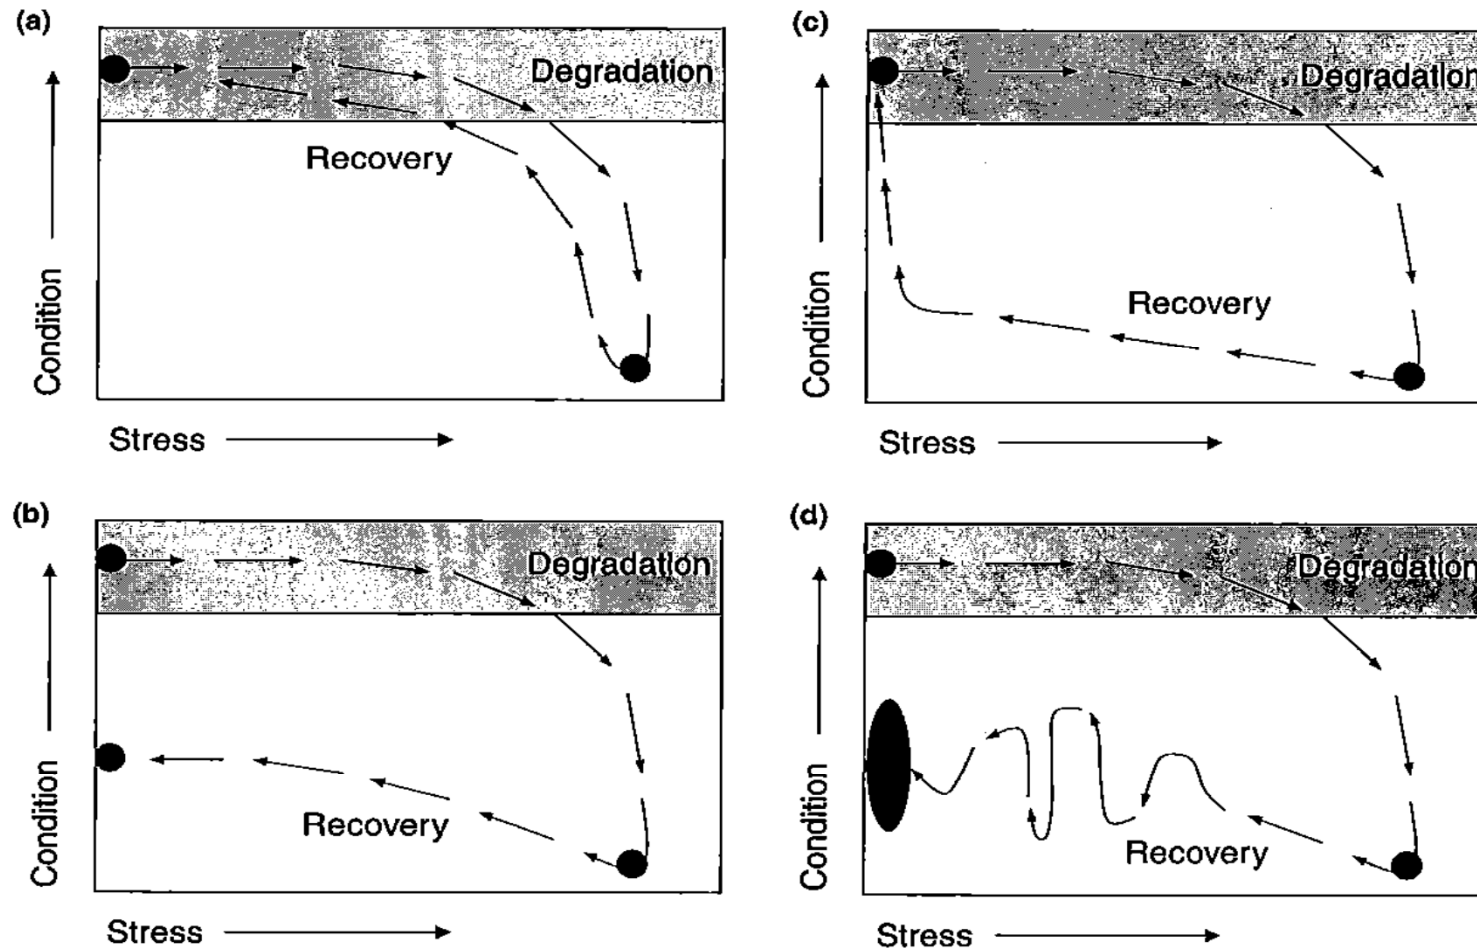 (a)
Degradation
Recovery
Condition
Stress
(b)
Degradation
Recovery
Condition
Stress
(c)
Degradation
Recovery
Condition
Stress
(d)
Degradation
Recovery
Condition
Stress